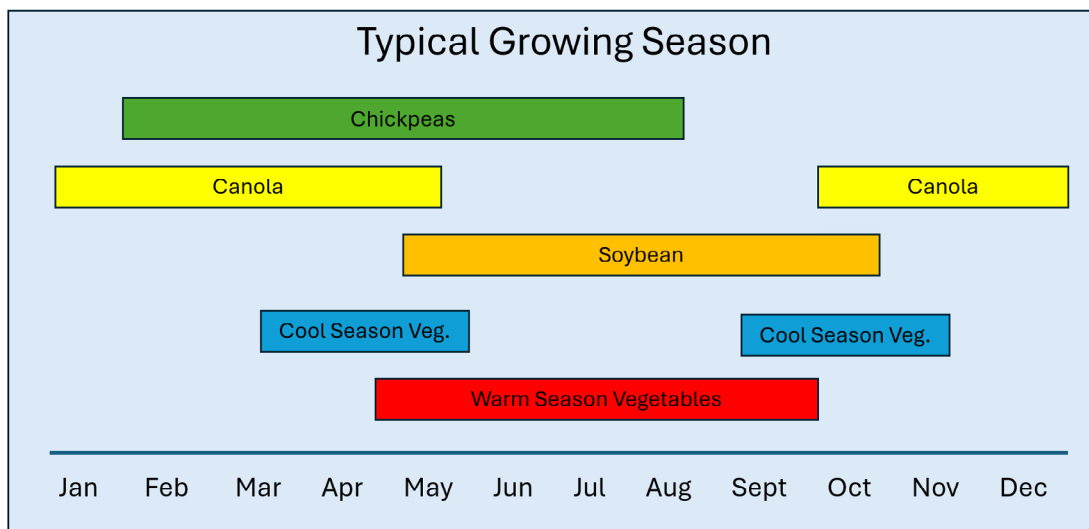 Typical Growing Season
Chickpeas
Canola
Canola
Soybean
Cool Season Veg.
Cool Season Veg.
Warm Season Vegetables
Jan Feb Mar Apr May Jun Jul Aug Sept Oct Nov Dec